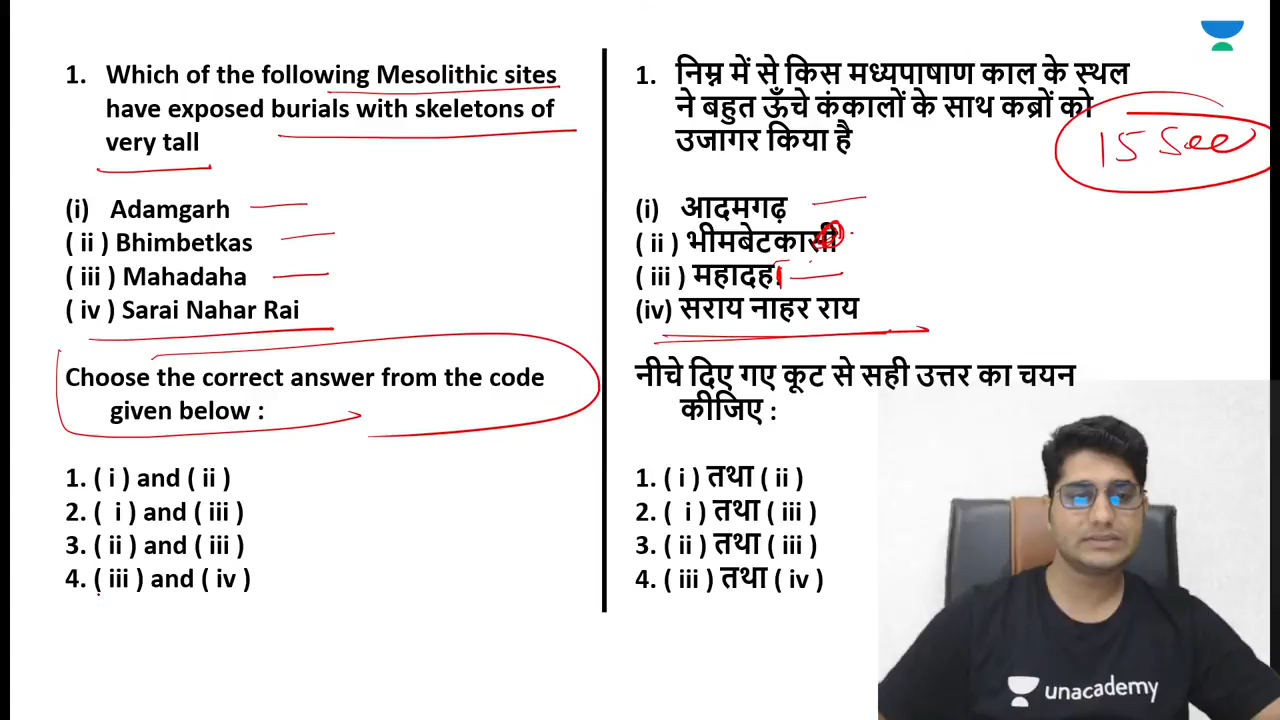 1. Which of the following Mesolithic sites
have exposed burials with skeletons of
very tall
(i) Adamgarh
( ii ) Bhimbetkas
( iii ) Mahadaha
( iv ) Sarai Nahar Rai
Choose the correct answer from the code
given below :
1. ( i ) and ( ii )
2. ( i ) and ( iii )
3. ( ii ) and ( iii )
4. ( iii ) and ( iv )
1. निम्न में से किस मध्यपाषाण काल के स्थल
ने बहुत ऊँचे कंकालों के साथ कब्रों को
उजागर किया है
15 See
(i) आदमगढ़
( ii ) भीमबेटकासी
( iii ) महादहा
(iv) सराय नाहर राय
नीचे दिए गए कूट से सही उत्तर का चयन
कीजिए :
1. ( i ) तथा ( ii )
2. ( i ) तथा ( iii )
3. ( ii ) तथा ( iii )
4. ( iii ) तथा ( iv )
unacademy